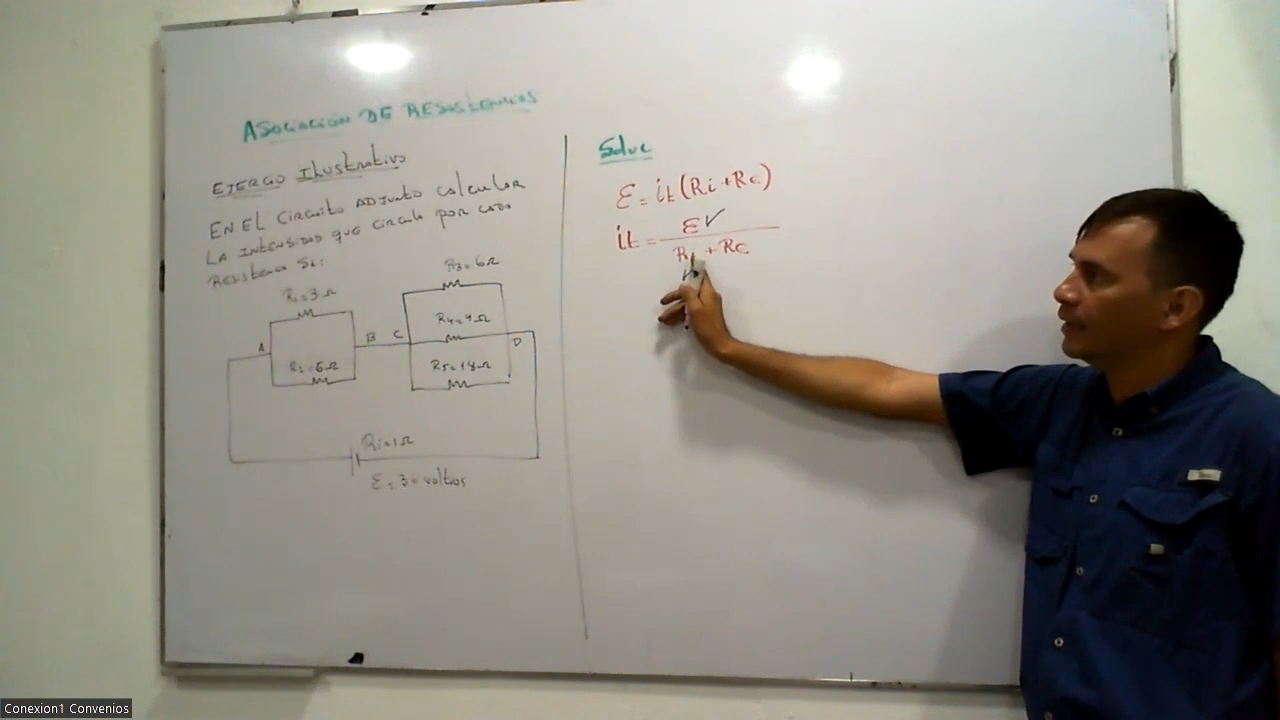 ASOCIACIÓN DE RESISTENCIAS
EJERCIO ILUSTRATIVO
EN EL CIRCUITO ADJUNTO CALCULAR
LA INTENSIDAD QUE CIRCULA POR CADA
RESISTENCIA SI:
R1=3Ω
R2=6Ω
R3=6Ω
R4=9Ω
R5=18Ω
A
B
C
D
Ri=1Ω
ε=30 voltios
Soluc
ε = it(Ri+Re)
it = ε✓
Ri+Re
Conexion1 Convenios